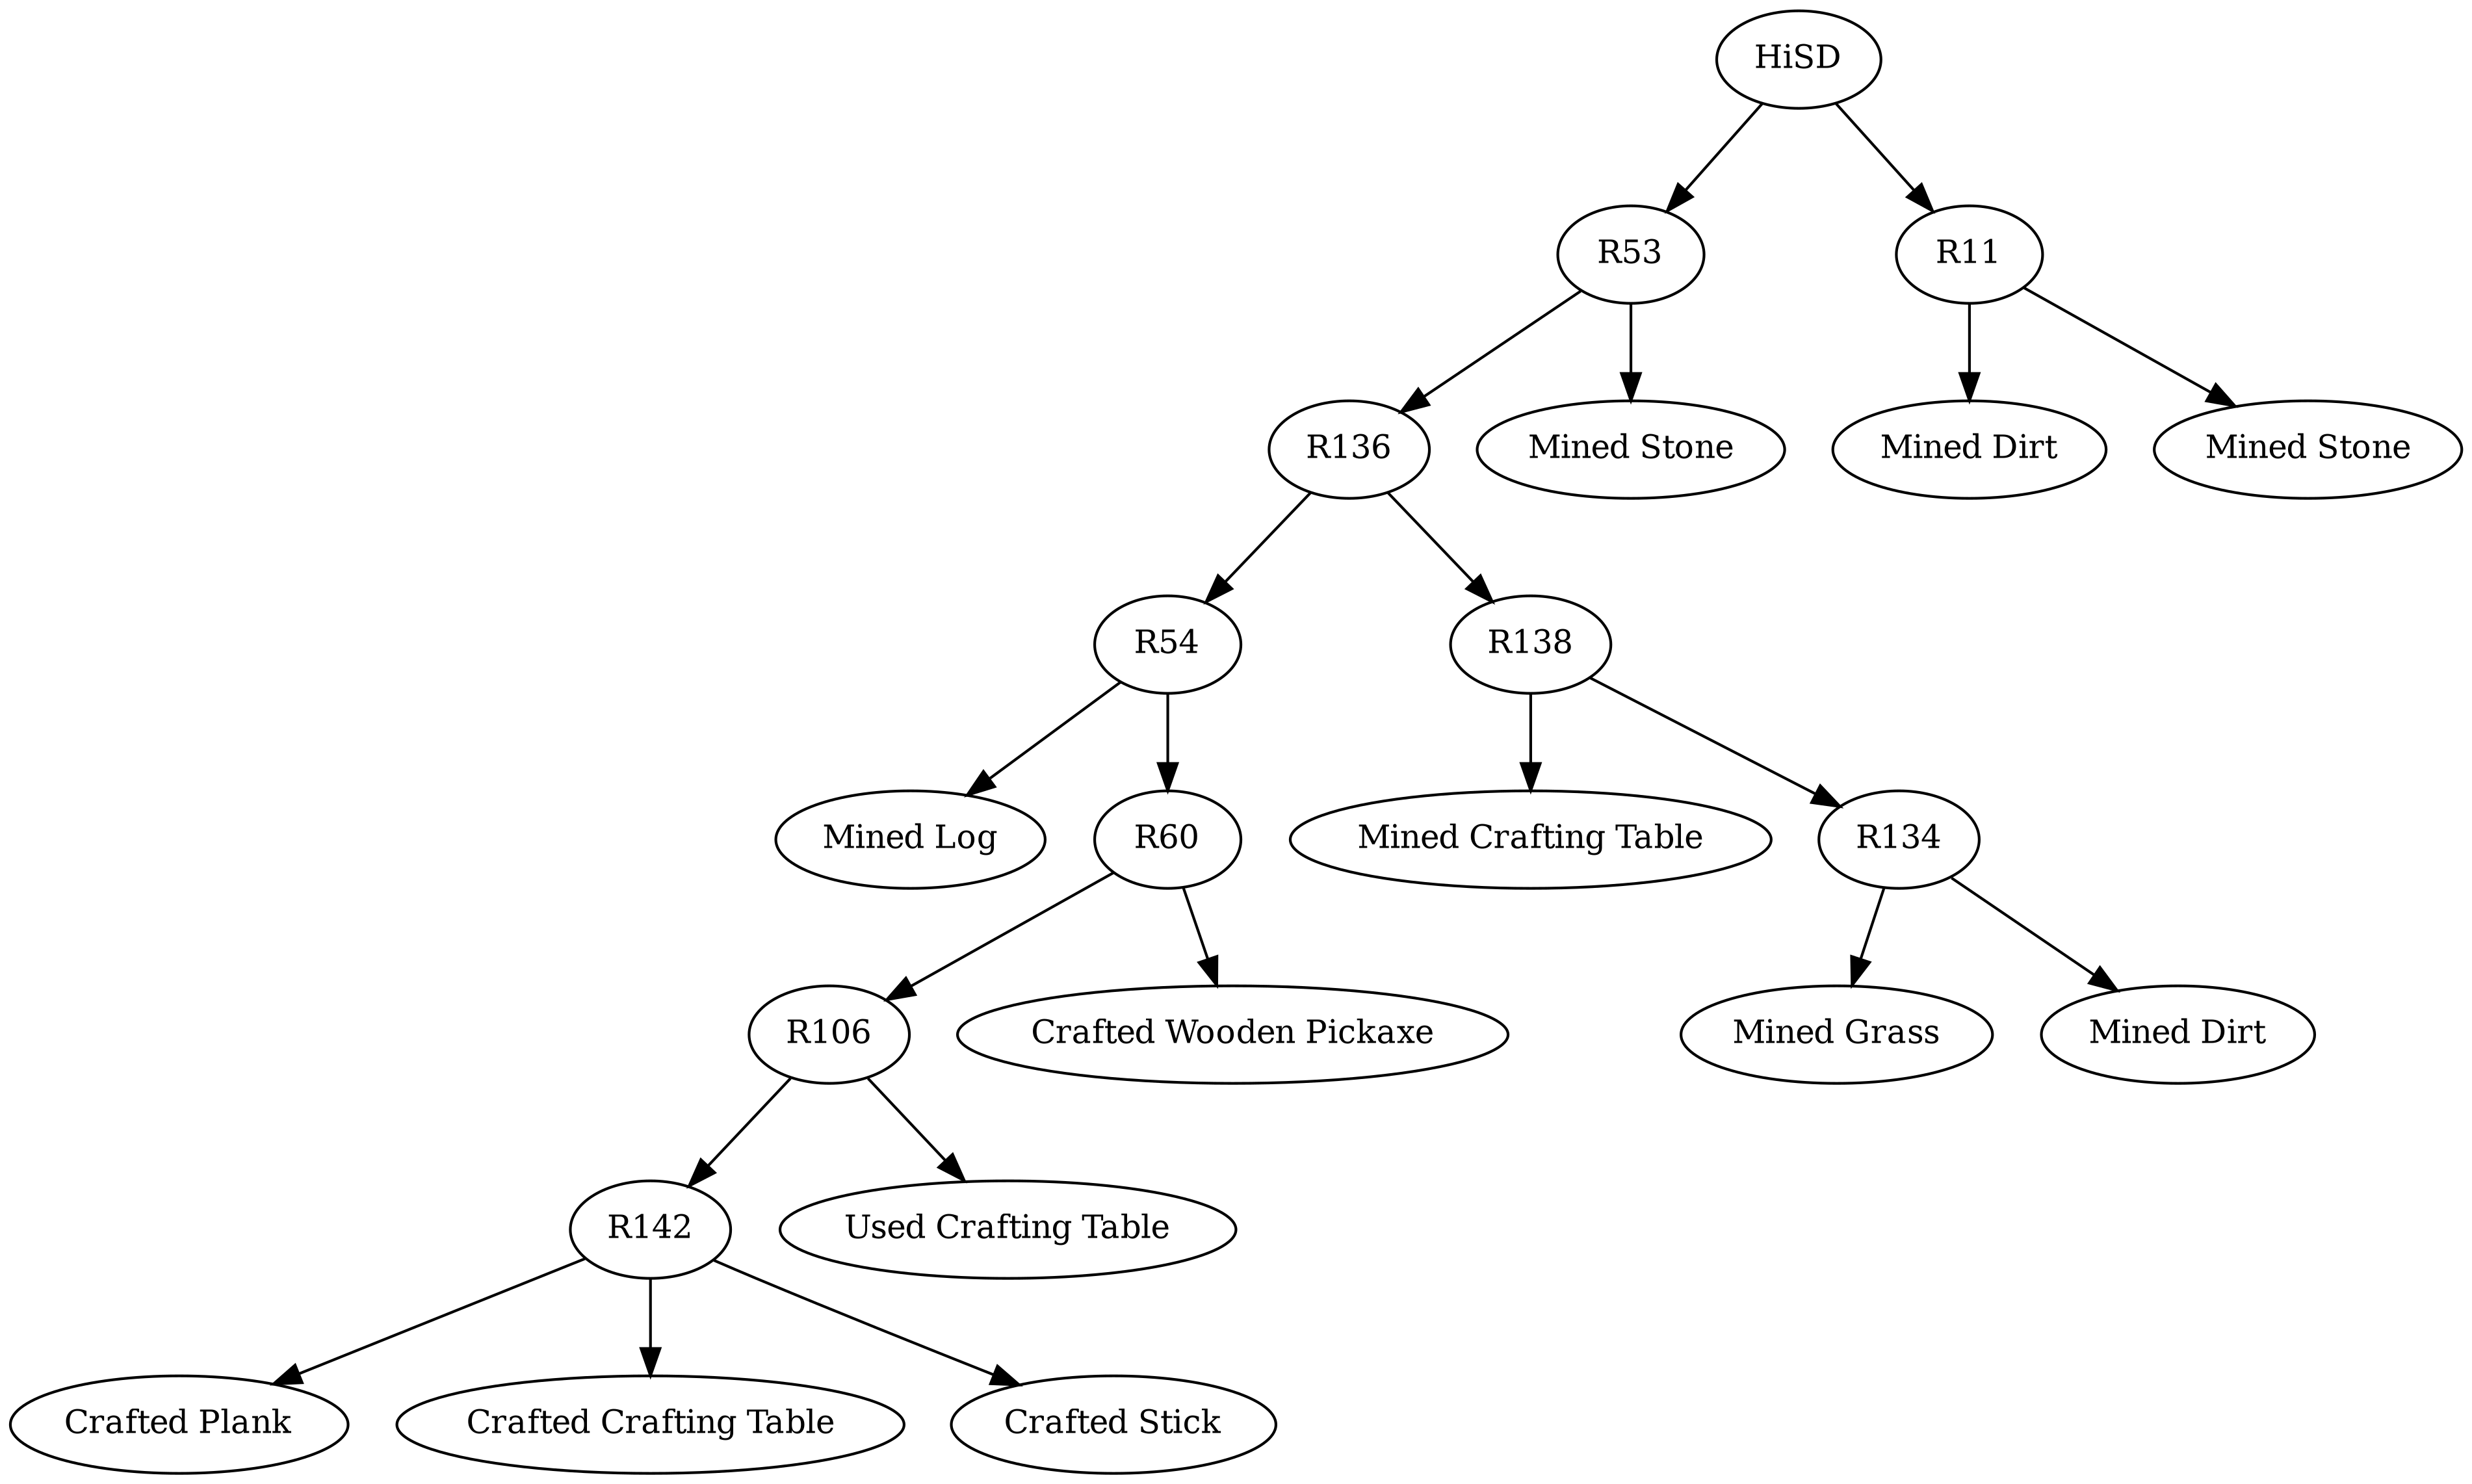 HiSD
R53
R11
R136
Mined Stone
Mined Dirt
Mined Stone
R54
R138
Mined Log
R60
Mined Crafting Table
R134
R106
Crafted Wooden Pickaxe
Mined Grass
Mined Dirt
R142
Used Crafting Table
Crafted Plank
Crafted Crafting Table
Crafted Stick